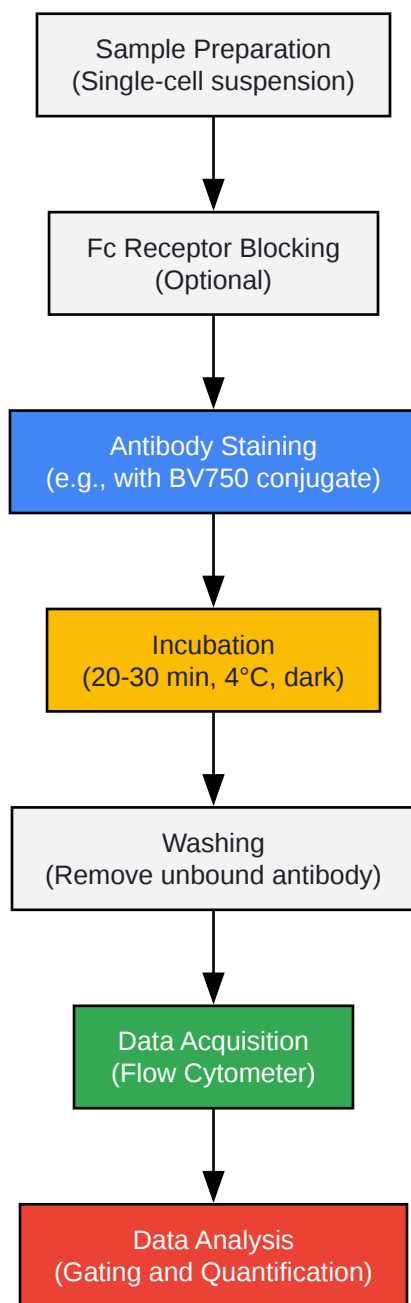 Sample Preparation
(Single-cell suspension)
Fc Receptor Blocking
(Optional)
Antibody Staining
(e.g., with BV750 conjugate)
Incubation
(20-30 min, 4°C, dark)
Washing
(Remove unbound antibody)
Data Acquisition
(Flow Cytometer)
Data Analysis
(Gating and Quantification)